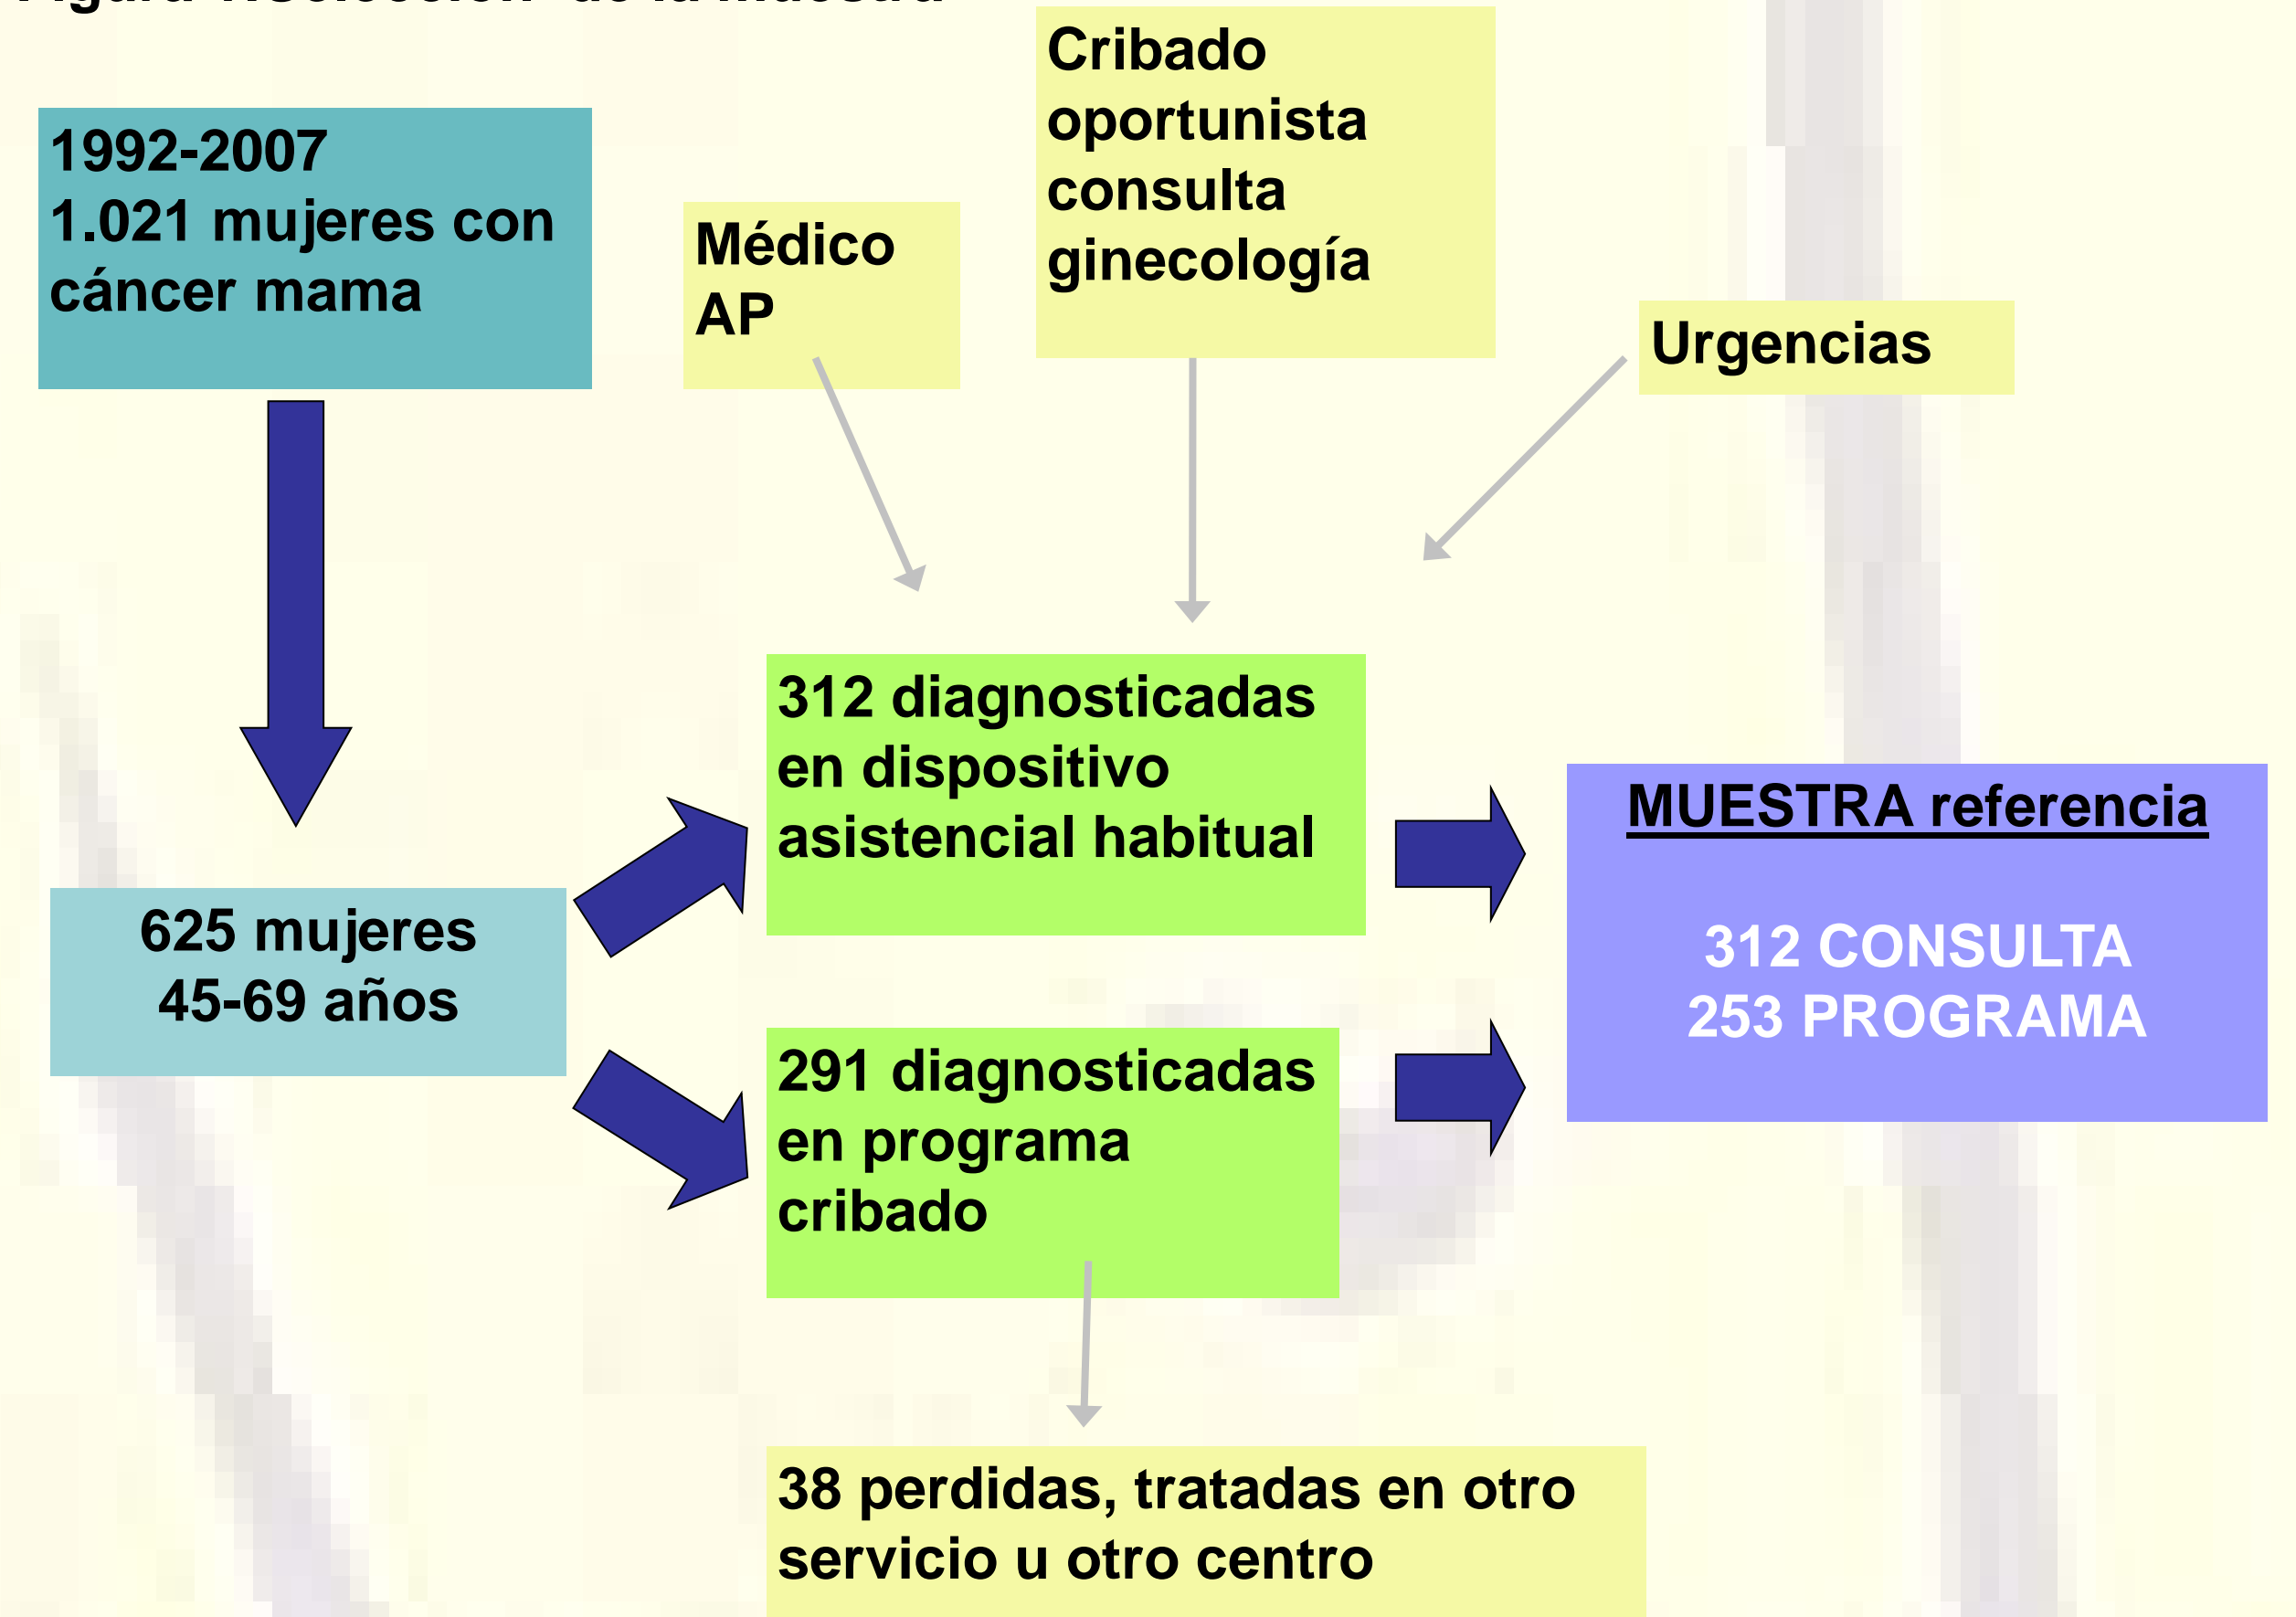 1992-2007
1.021 mujeres con
cáncer mama
Médico
AP
Cribado
oportunista
consulta
ginecología
Urgencias
312 diagnosticadas
en dispositivo
asistencial habitual
625 mujeres
45-69 años
291 diagnosticadas
en programa
cribado
MUESTRA referencia
312 CONSULTA
253 PROGRAMA
38 perdidas, tratadas en otro
servicio u otro centro